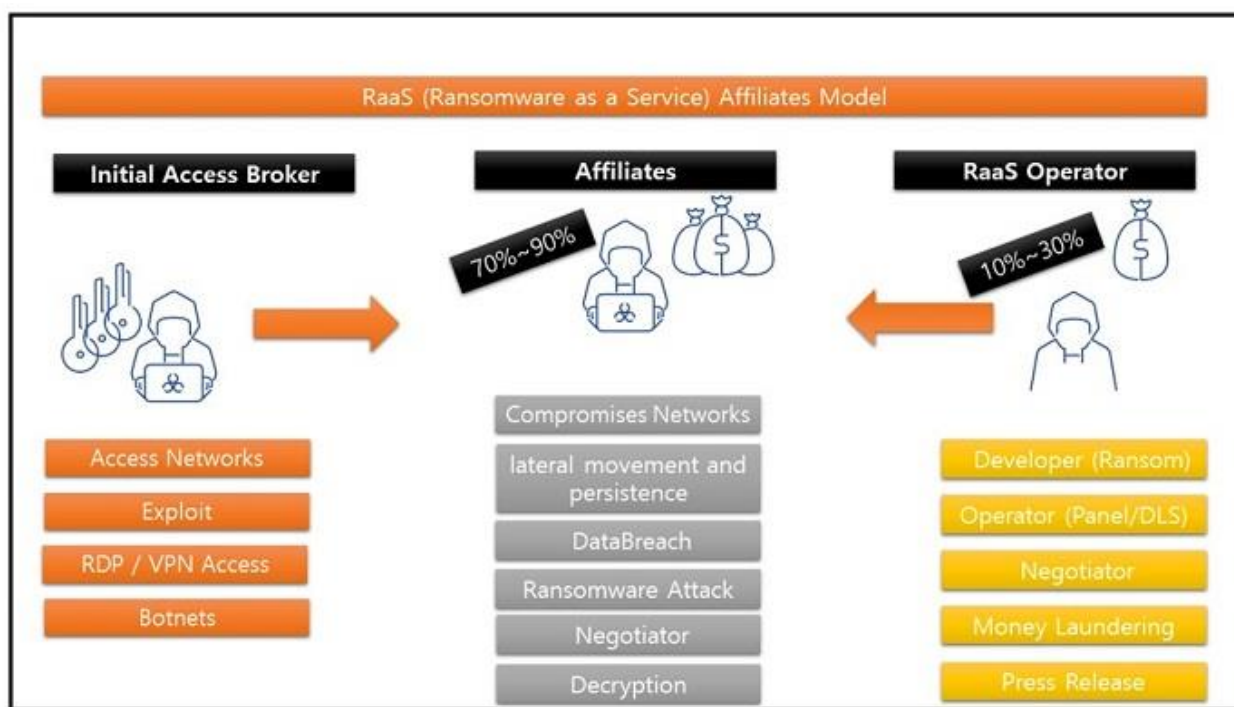 RaaS (Ransomware as a Service) Affiliates Model
Initial Access Broker
Affiliates
RaaS Operator
70%~90%
10%~30%
Access Networks
Exploit
RDP / VPN Access
Botnets
Compromises Networks
lateral movement and
persistence
DataBreach
Ransomware Attack
Negotiator
Decryption
Developer (Ransom)
Operator (Panel/DLS)
Negotiator
Money Laundering
Press Release